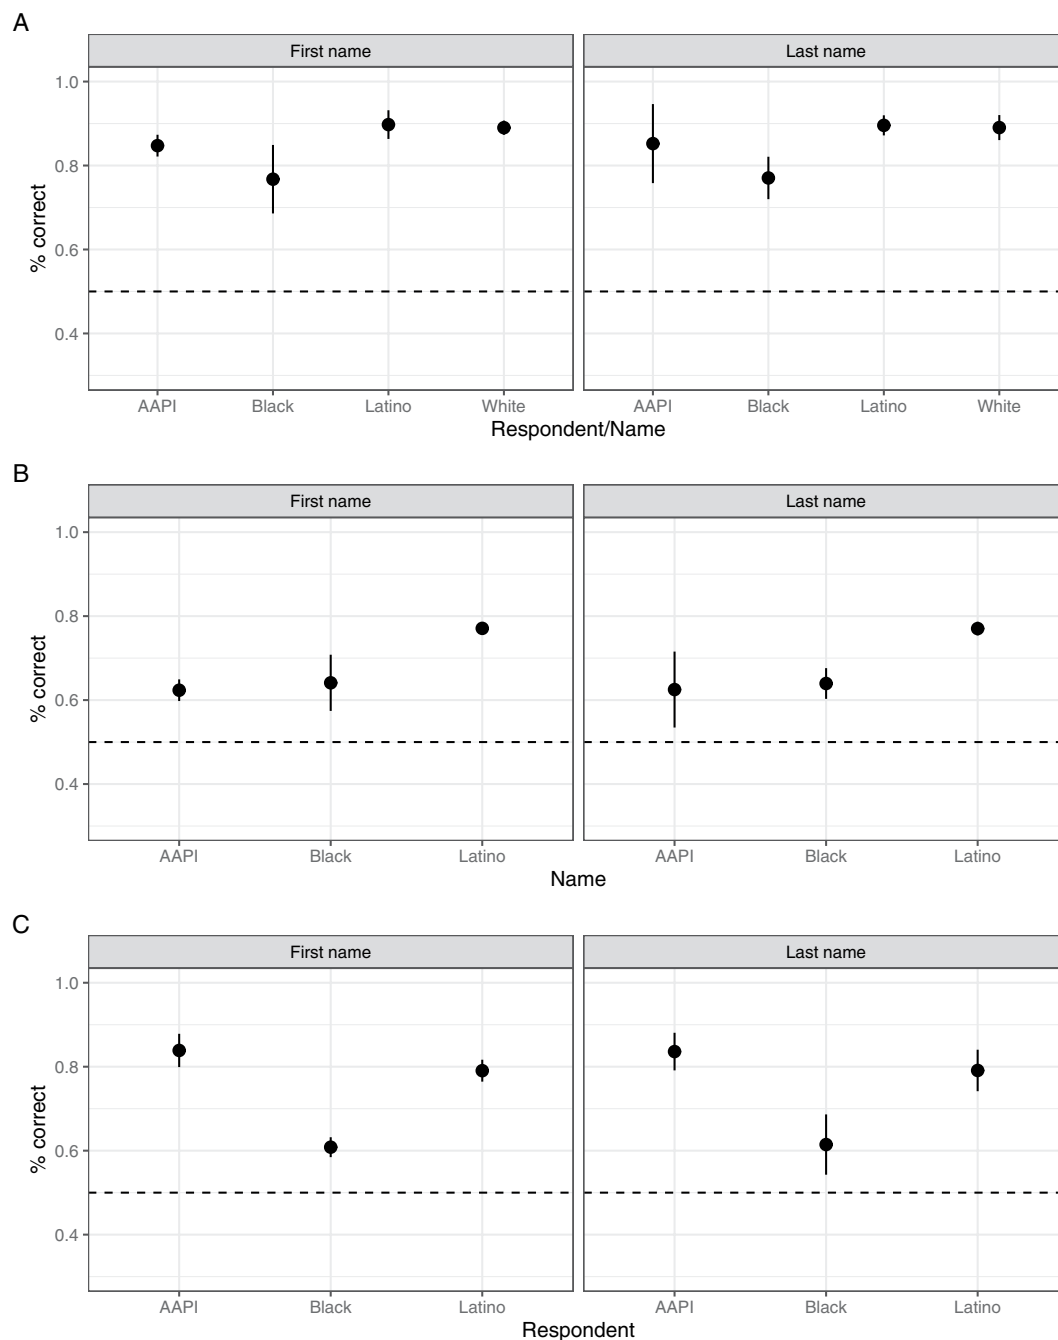 A
First name Last name
1.0
0.8
0.6
0.4
% correct
AAPI Black Latino White AAPI Black Latino White
Respondent/Name
B
First name Last name
1.0
0.8
0.6
0.4
% correct
AAPI Black Latino AAPI Black Latino
Name
C
First name Last name
1.0
0.8
0.6
0.4
% correct
AAPI Black Latino AAPI Black Latino
Respondent